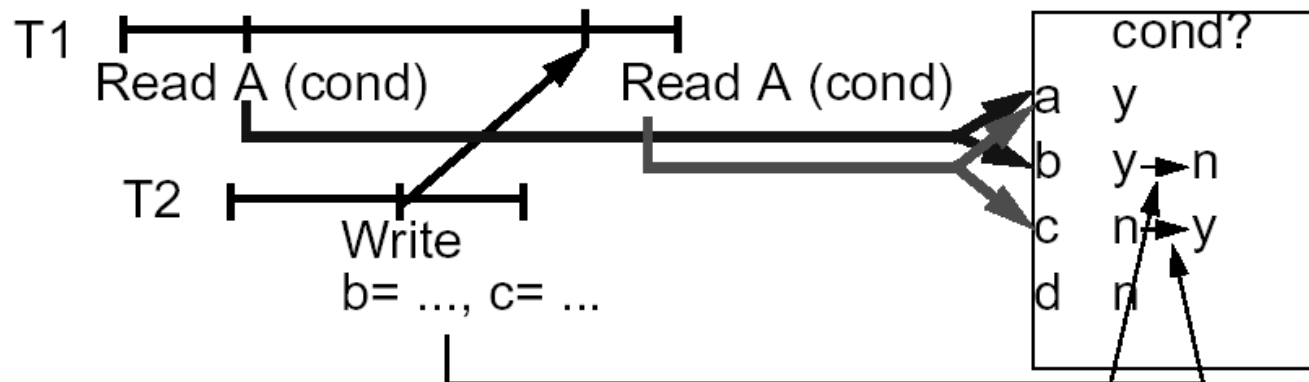 T1
Read A (cond) Read A (cond)
T2
Write
b= ..., c= ...
cond?
a y
b y n
c n y
d n